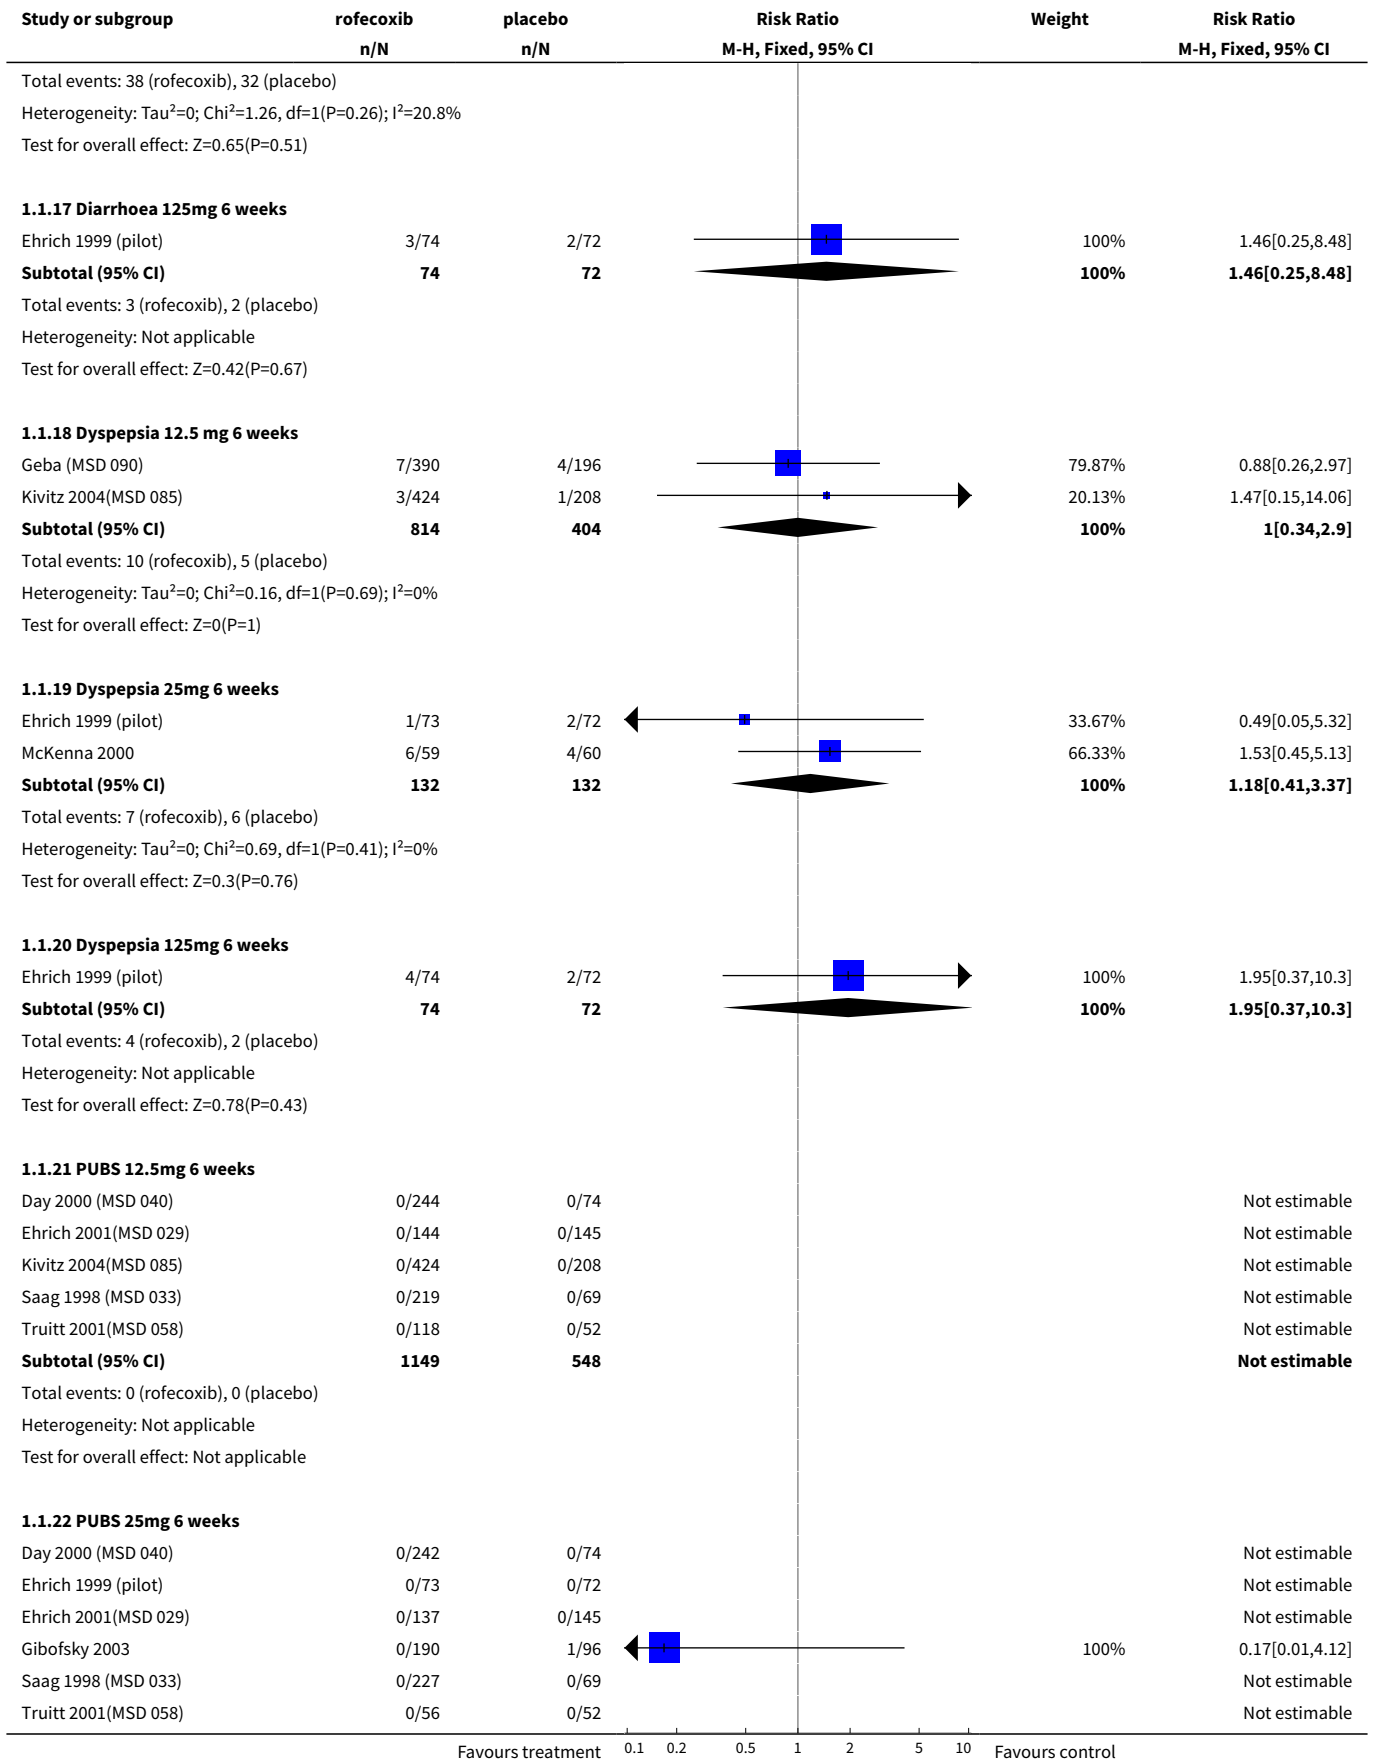 Study or subgroup rofecoxib placebo Risk Ratio Weight Risk Ratio
n/N n/N M-H, Fixed, 95% CI M-H, Fixed, 95% CI
Total events: 38 (rofecoxib), 32 (placebo)
Heterogeneity: Tau²=0; Chi²=1.26, df=1(P=0.26); I²=20.8%
Test for overall effect: Z=0.65(P=0.51)
1.1.17 Diarrhoea 125mg 6 weeks
Ehrich 1999 (pilot) 3/74 2/72 100% 1.46[0.25,8.48]
Subtotal (95% CI) 74 72 100% 1.46[0.25,8.48]
Total events: 3 (rofecoxib), 2 (placebo)
Heterogeneity: Not applicable
Test for overall effect: Z=0.42(P=0.67)
1.1.18 Dyspepsia 12.5 mg 6 weeks
Geba (MSD 090) 7/390 4/196 79.87% 0.88[0.26,2.97]
Kivitz 2004(MSD 085) 3/424 1/208 20.13% 1.47[0.15,14.06]
Subtotal (95% CI) 814 404 100% 1[0.34,2.9]
Total events: 10 (rofecoxib), 5 (placebo)
Heterogeneity: Tau²=0; Chi²=0.16, df=1(P=0.69); I²=0%
Test for overall effect: Z=0(P=1)
1.1.19 Dyspepsia 25mg 6 weeks
Ehrich 1999 (pilot) 1/73 2/72 33.67% 0.49[0.05,5.32]
McKenna 2000 6/59 4/60 66.33% 1.53[0.45,5.13]
Subtotal (95% CI) 132 132 100% 1.18[0.41,3.37]
Total events: 7 (rofecoxib), 6 (placebo)
Heterogeneity: Tau²=0; Chi²=0.69, df=1(P=0.41); I²=0%
Test for overall effect: Z=0.3(P=0.76)
1.1.20 Dyspepsia 125mg 6 weeks
Ehrich 1999 (pilot) 4/74 2/72 100% 1.95[0.37,10.3]
Subtotal (95% CI) 74 72 100% 1.95[0.37,10.3]
Total events: 4 (rofecoxib), 2 (placebo)
Heterogeneity: Not applicable
Test for overall effect: Z=0.78(P=0.43)
1.1.21 PUBS 12.5mg 6 weeks
Day 2000 (MSD 040) 0/244 0/74 Not estimable
Ehrich 2001(MSD 029) 0/144 0/145 Not estimable
Kivitz 2004(MSD 085) 0/424 0/208 Not estimable
Saag 1998 (MSD 033) 0/219 0/69 Not estimable
Truitt 2001(MSD 058) 0/118 0/52 Not estimable
Subtotal (95% CI) 1149 548 Not estimable
Total events: 0 (rofecoxib), 0 (placebo)
Heterogeneity: Not applicable
Test for overall effect: Not applicable
1.1.22 PUBS 25mg 6 weeks
Day 2000 (MSD 040) 0/242 0/74 Not estimable
Ehrich 1999 (pilot) 0/73 0/72 Not estimable
Ehrich 2001(MSD 029) 0/137 0/145 Not estimable
Gibofsky 2003 0/190 1/96 100% 0.17[0.01,4.12]
Saag 1998 (MSD 033) 0/227 0/69 Not estimable
Truitt 2001(MSD 058) 0/56 0/52 Not estimable
Favours treatment 0.1 0.2 0.5 1 2 5 10 Favours control